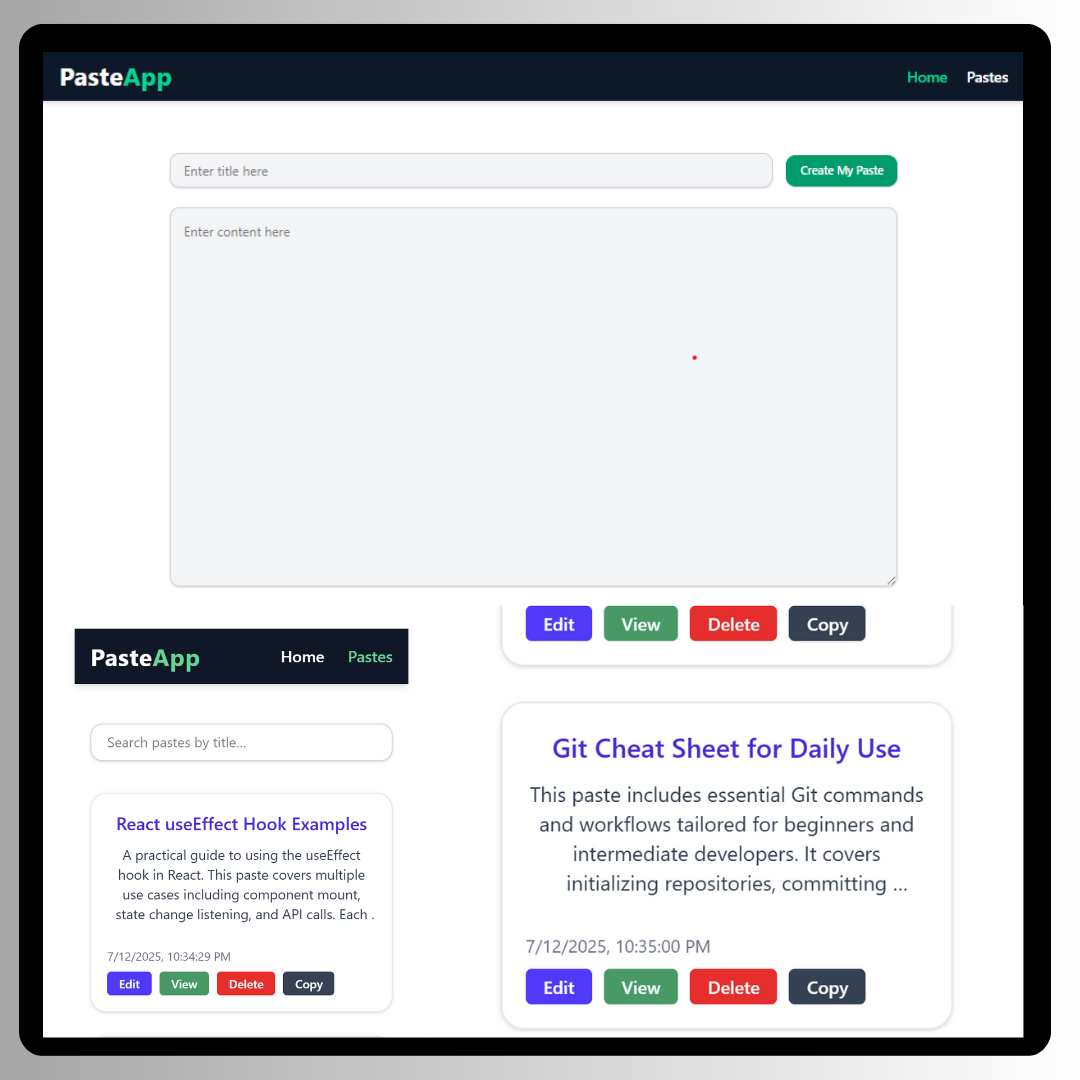 PasteApp
Home Pastes
Enter title here
Create My Paste
Enter content here
PasteApp
Home Pastes
Search pastes by title...
React useEffect Hook Examples
A practical guide to using the useEffect
hook in React. This paste covers multiple
use cases including component mount,
state change listening, and API calls. Each .
7/12/2025, 10:34:29 PM
Edit View Delete Copy
Edit View Delete Copy
Git Cheat Sheet for Daily Use
This paste includes essential Git commands
and workflows tailored for beginners and
intermediate developers. It covers
initializing repositories, committing ...
7/12/2025, 10:35:00 PM
Edit View Delete Copy